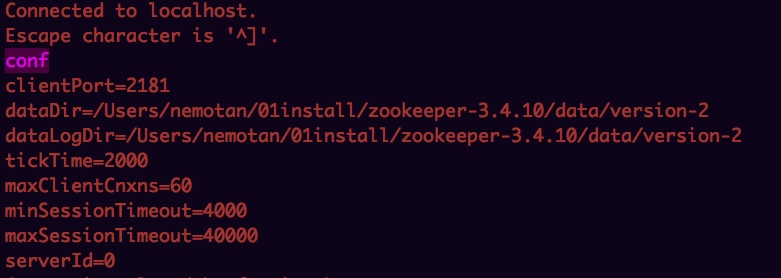 Connected to localhost.
Escape character is '^]'.
conf
clientPort=2181
dataDir=/Users/nemotan/01install/zookeeper-3.4.10/data/version-2
dataLogDir=/Users/nemotan/01install/zookeeper-3.4.10/data/version-2
tickTime=2000
maxClientCnxns=60
minSessionTimeout=4000
maxSessionTimeout=40000
serverId=0